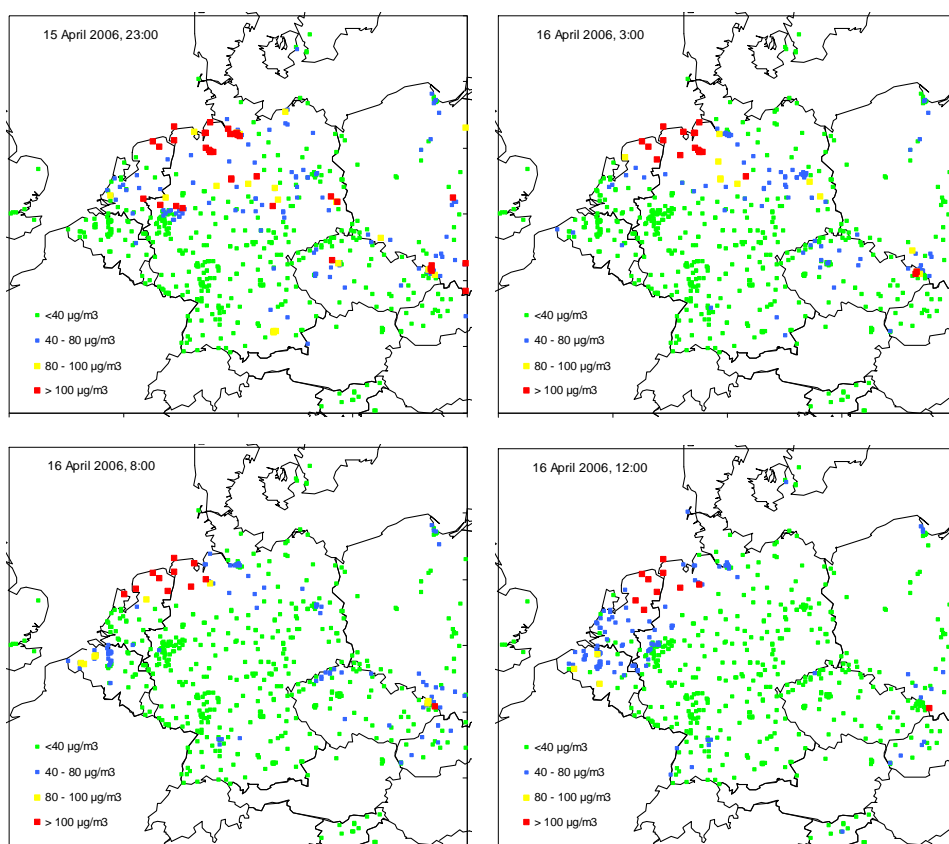 15 April 2006, 23:00
<40 µg/m3
40 - 80 µg/m3
80 - 100 µg/m3
> 100 µg/m3
16 April 2006, 3:00
<40 µg/m3
40 - 80 µg/m3
80 - 100 µg/m3
> 100 µg/m3
16 April 2006, 8:00
<40 µg/m3
40 - 80 µg/m3
80 - 100 µg/m3
> 100 µg/m3
16 April 2006, 12:00
<40 µg/m3
40 - 80 µg/m3
80 - 100 µg/m3
> 100 µg/m3